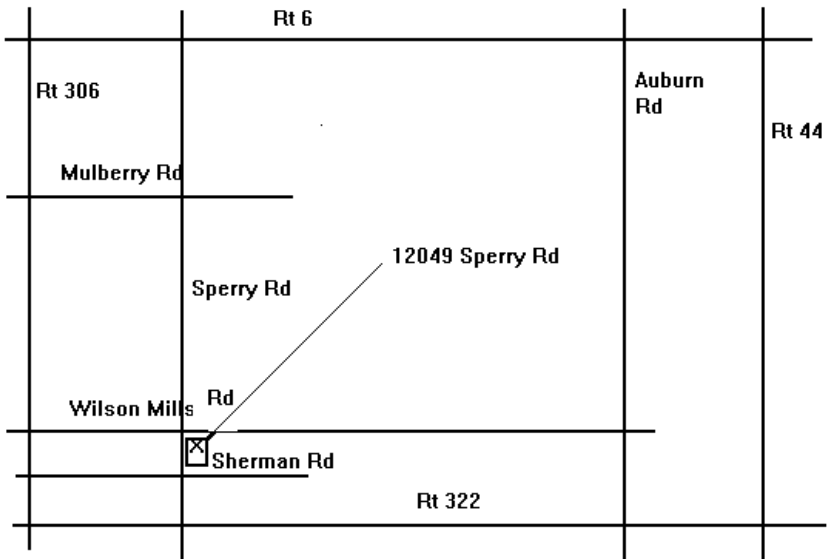 Rt 6
Rt 306
Auburn
Rd
Rt 44
Mulberry Rd
12049 Sperry Rd
Sperry Rd
Wilson Mills Rd
X
Sherman Rd
Rt 322